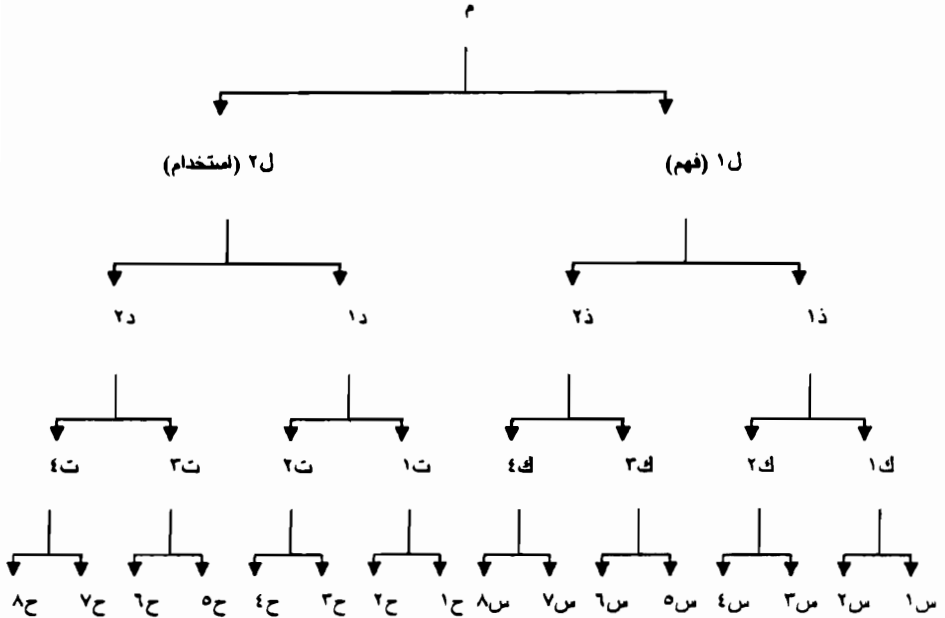 م
ل١ (فهم) ل٢ (استخدام)
ذ١ ذ٢ د١ د٢
ك١ ك٢ ك٣ ك٤ ت١ ت٢ ت٣ ت٤
س١ س٢ س٣ س٤ س٥ س٦ س٧ س٨ ح١ ح٢ ح٣ ح٤ ح٥ ح٦ ح٧ ح٨